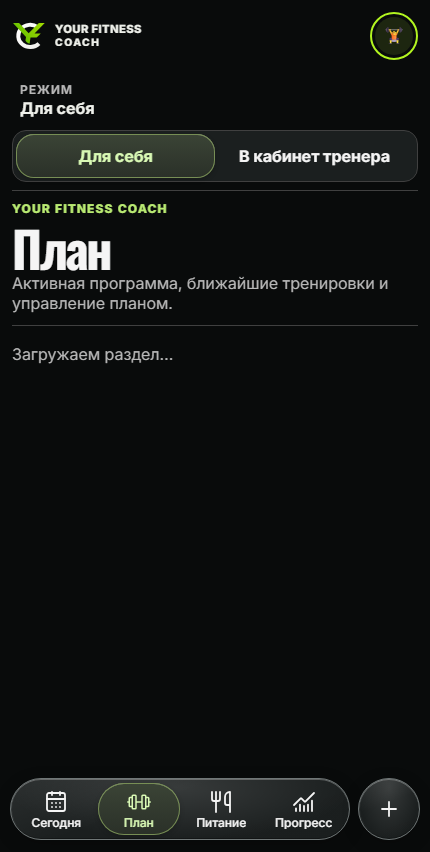 YOUR FITNESS
COACH
РЕЖИМ
Для себя
Для себя
В кабинет тренера
YOUR FITNESS COACH
План
Активная программа, ближайшие тренировки и
управление планом.
Загружаем раздел...
Сегодня
План
Питание
Прогресс